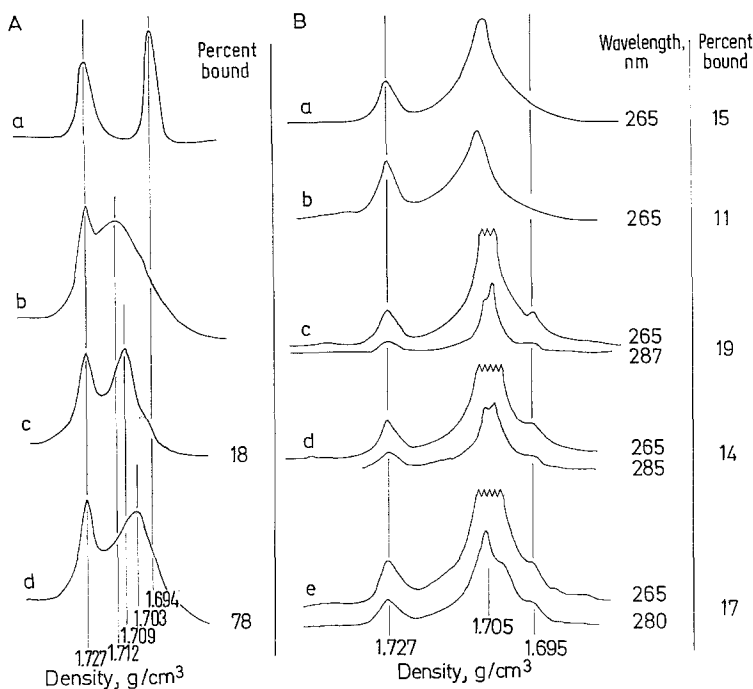 A
Percent
bound
a
b
c
18
d
78
1.694
1.703
1.709
1.712
1.727
Density, g/cm³
B
Wavelength,
nm
Percent
bound
a
265
15
b
265
11
c
265
287
19
d
265
285
14
e
265
280
17
1.705
1.727
1.695
Density, g/cm³